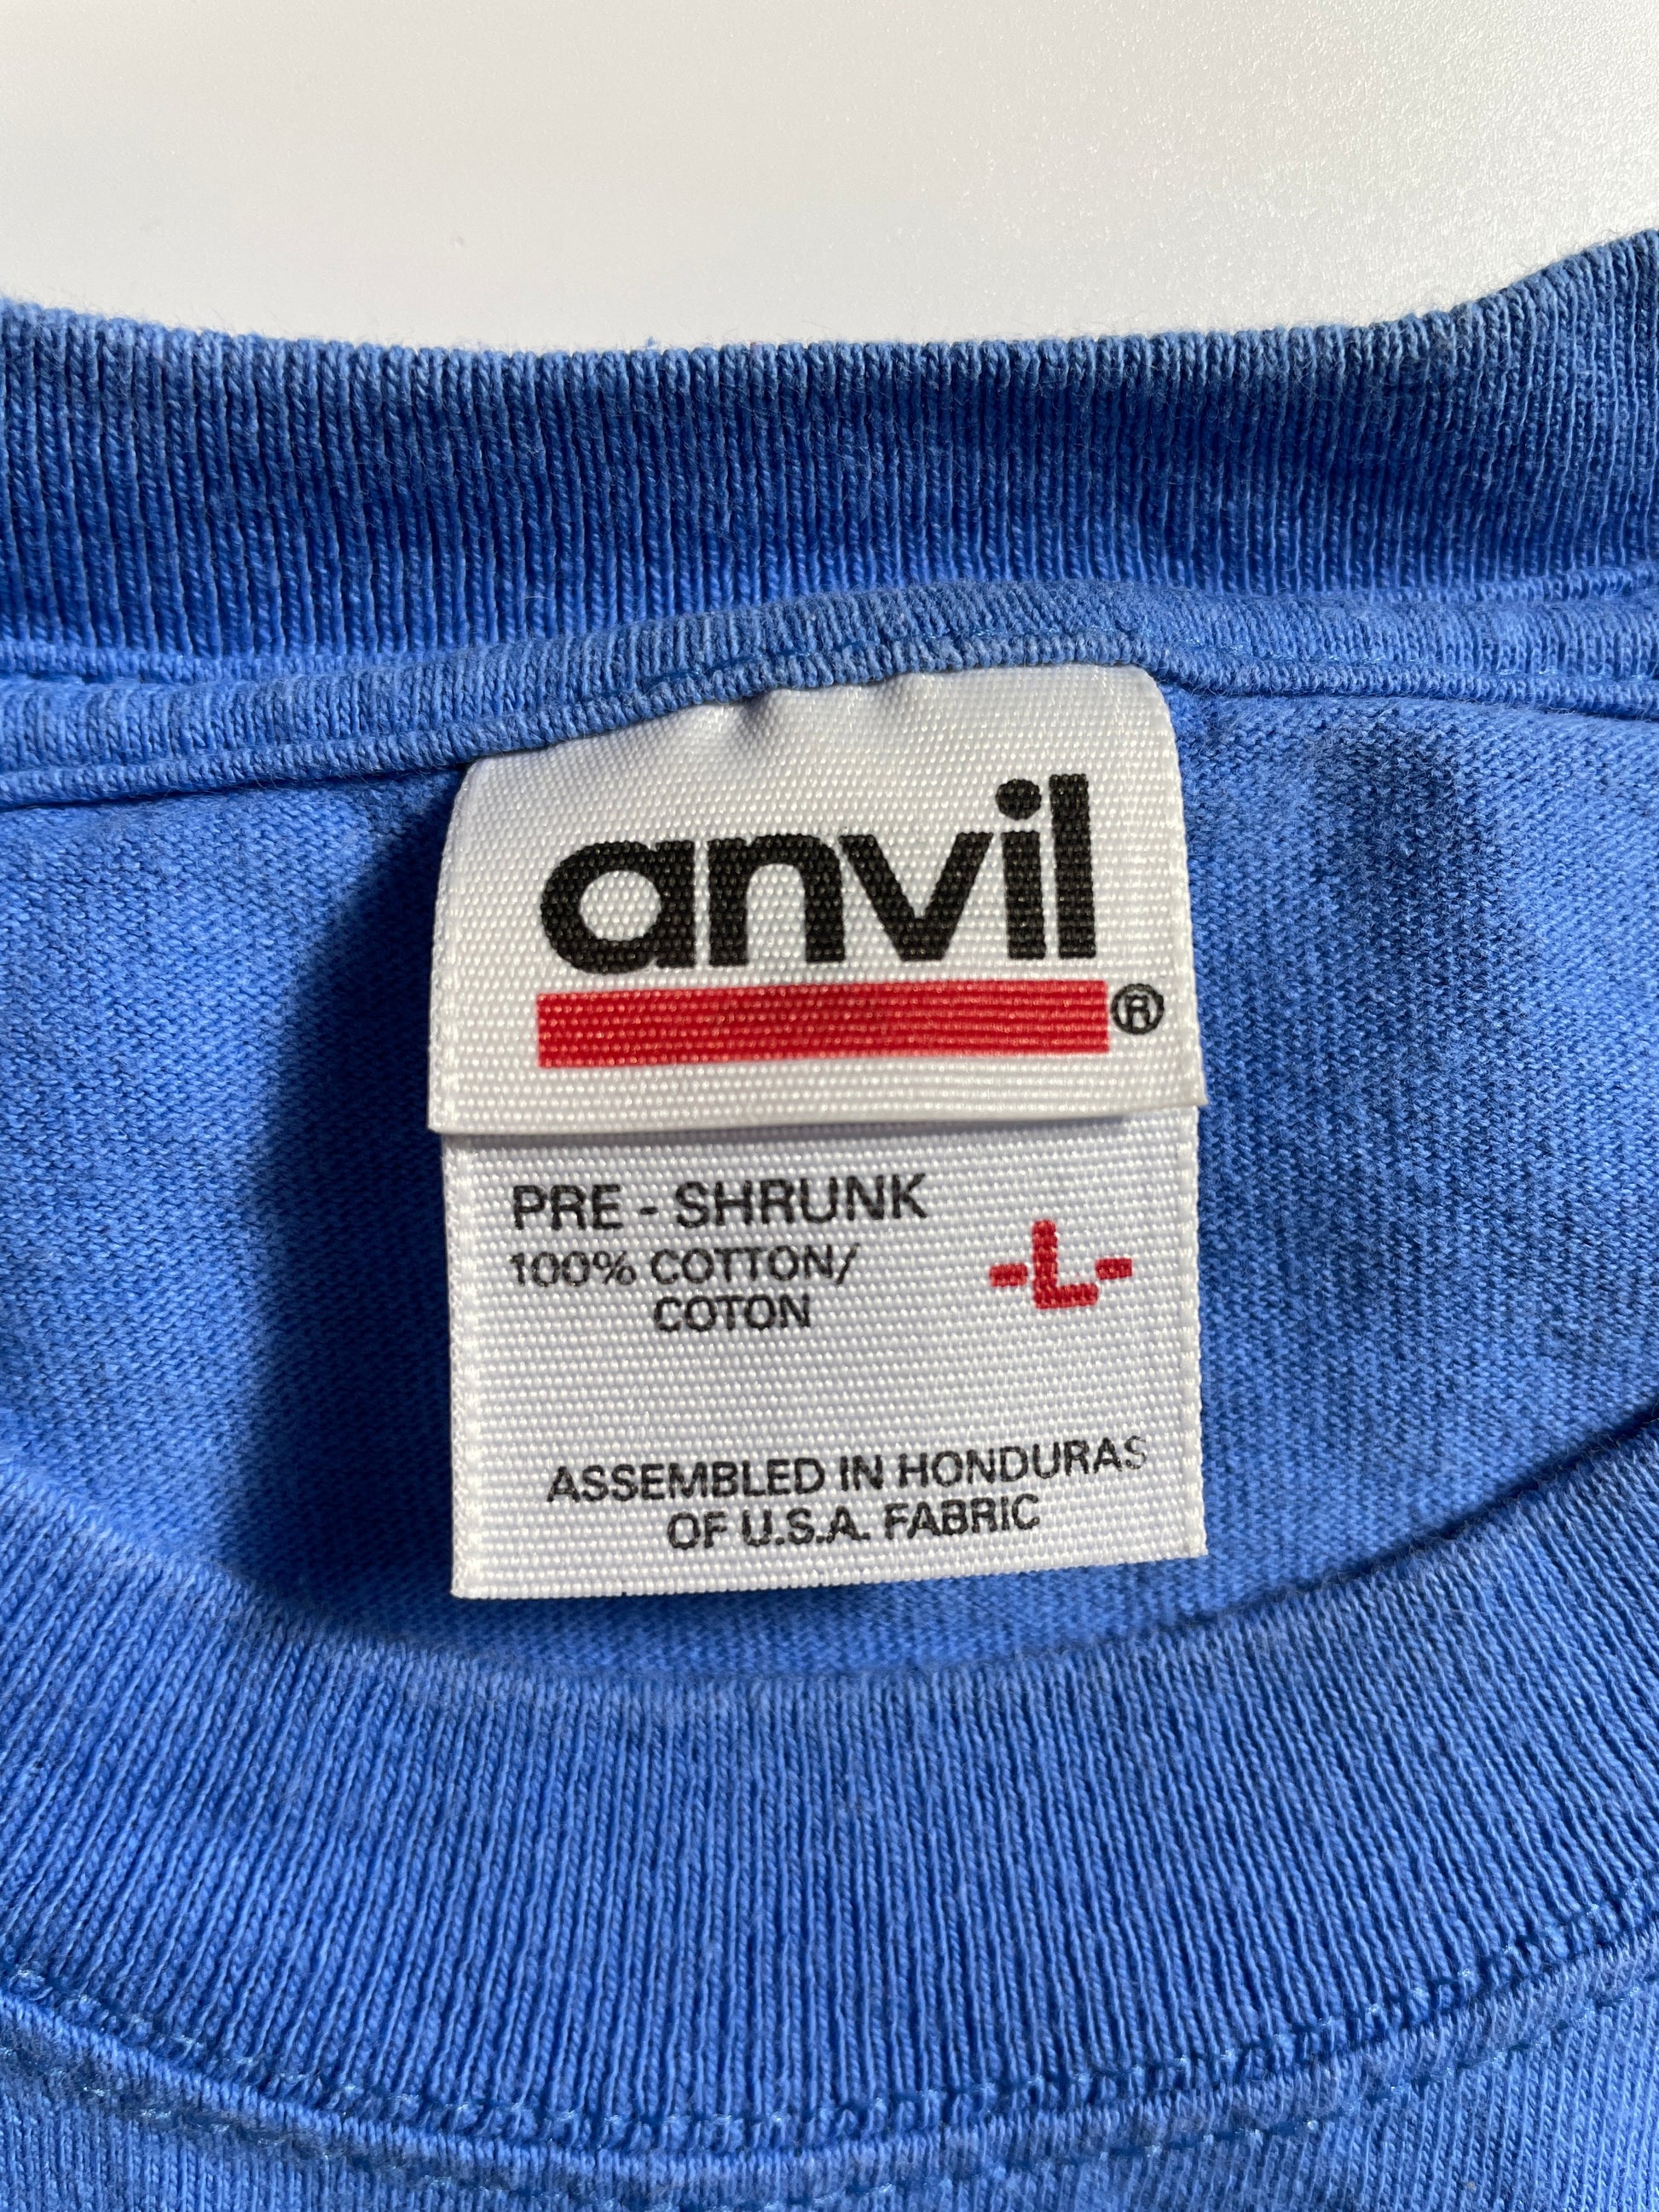 anvil
®
PRE - SHRUNK
100% COTTON/
COTON
-L-
ASSEMBLED IN HONDURAS
OF U.S.A. FABRIC